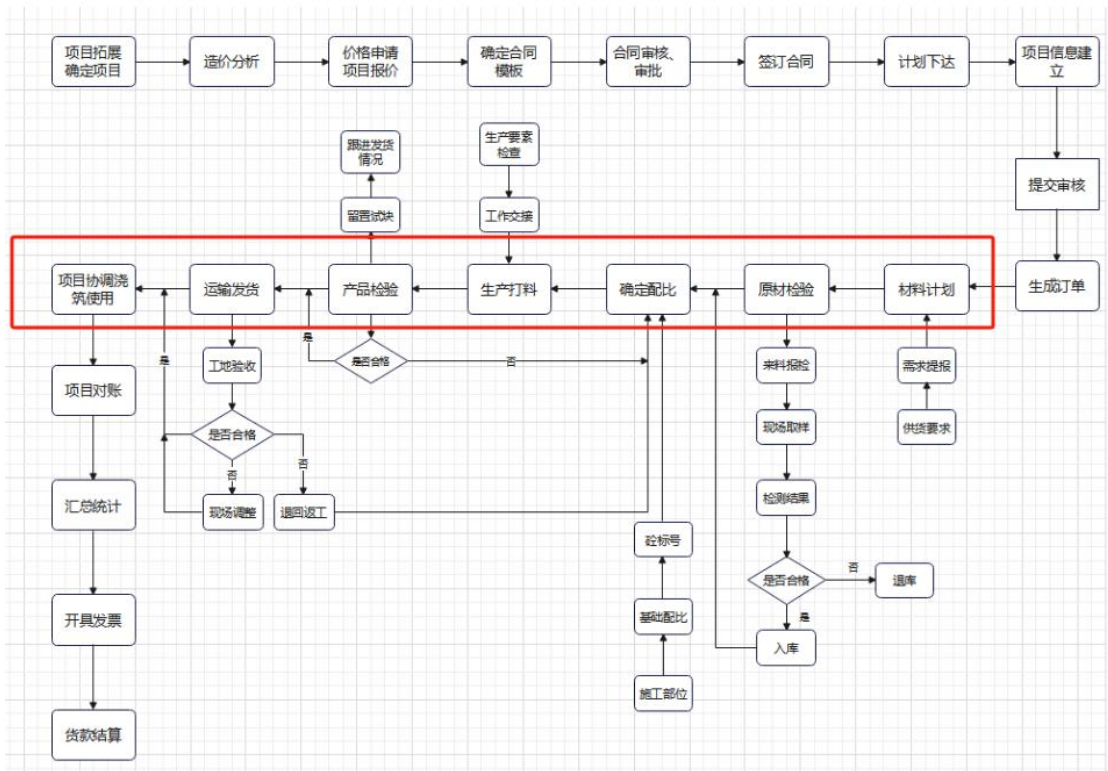 项目拓展
确定项目
造价分析
价格申请
项目报价
确定合同
模板
合同审核、
审批
签订合同
计划下达
项目信息建
立
跟进发货
情况
生产要素
检查
提交审核
留置试块
工作交接
项目协调浇
筑使用
运输发货
产品检验
生产打料
确定配比
原材检验
材料计划
生成订单
是
是
工地验收
是否合格
否
来料报检
需求提报
项目对账
是否合格
现场取样
供货要求
否
否
汇总统计
现场调整
退回返工
检测结果
砼标号
是否合格
否
退库
开具发票
基础配比
是
入库
施工部位
货款结算